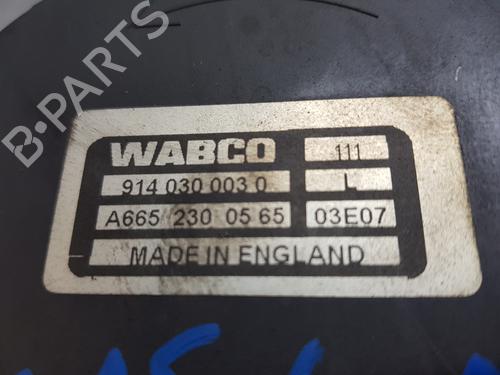 B-PARTS
WABCO 111
914 030 003 0 L
A665 230 05 65 03E07
MADE IN ENGLAND